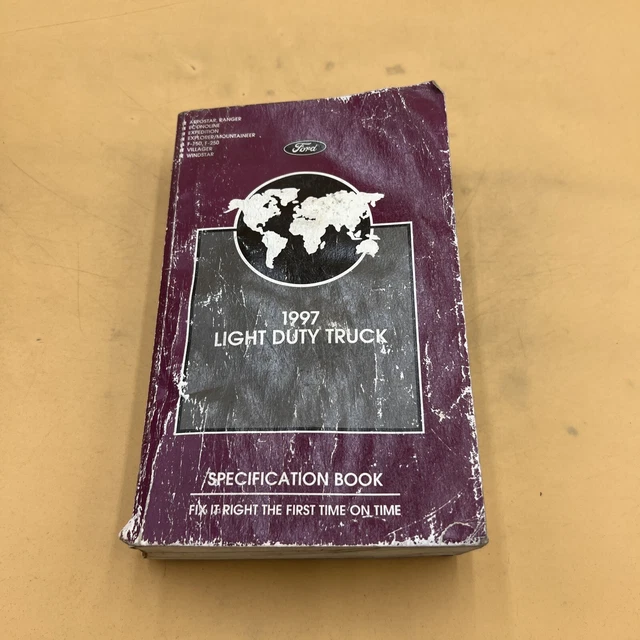 AEROSTAR, RANGER
ECONOLINE
EXPEDITION
EXPLORER/MOUNTAINEER
F-150, F-250
VILLAGER
WINDSTAR
Ford
1997
LIGHT DUTY TRUCK
SPECIFICATION BOOK
FIX IT RIGHT THE FIRST TIME ON TIME